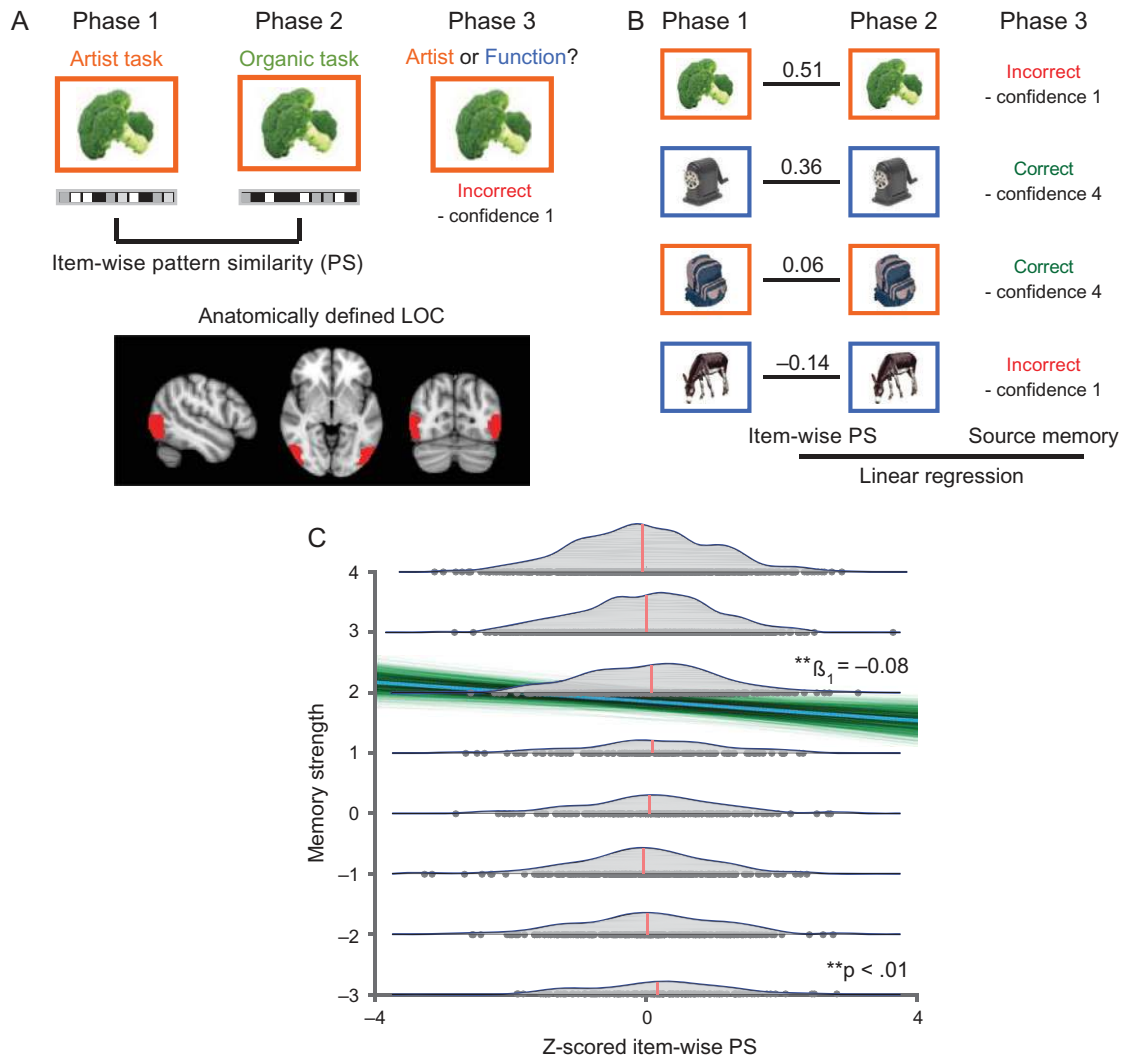 A
Phase 1
Phase 2
Phase 3
Artist task
Organic task
Artist or Function?
Incorrect
- confidence 1
Item-wise pattern similarity (PS)
Anatomically defined LOC
B
Phase 1
Phase 2
Phase 3
0.51
Incorrect
- confidence 1
0.36
Correct
- confidence 4
0.06
Correct
- confidence 4
–0.14
Incorrect
- confidence 1
Item-wise PS
Source memory
Linear regression
C
4
3
**ß1 = –0.08
2
1
0
–1
–2
**p < .01
–3
Memory strength
–4
0
4
Z-scored item-wise PS